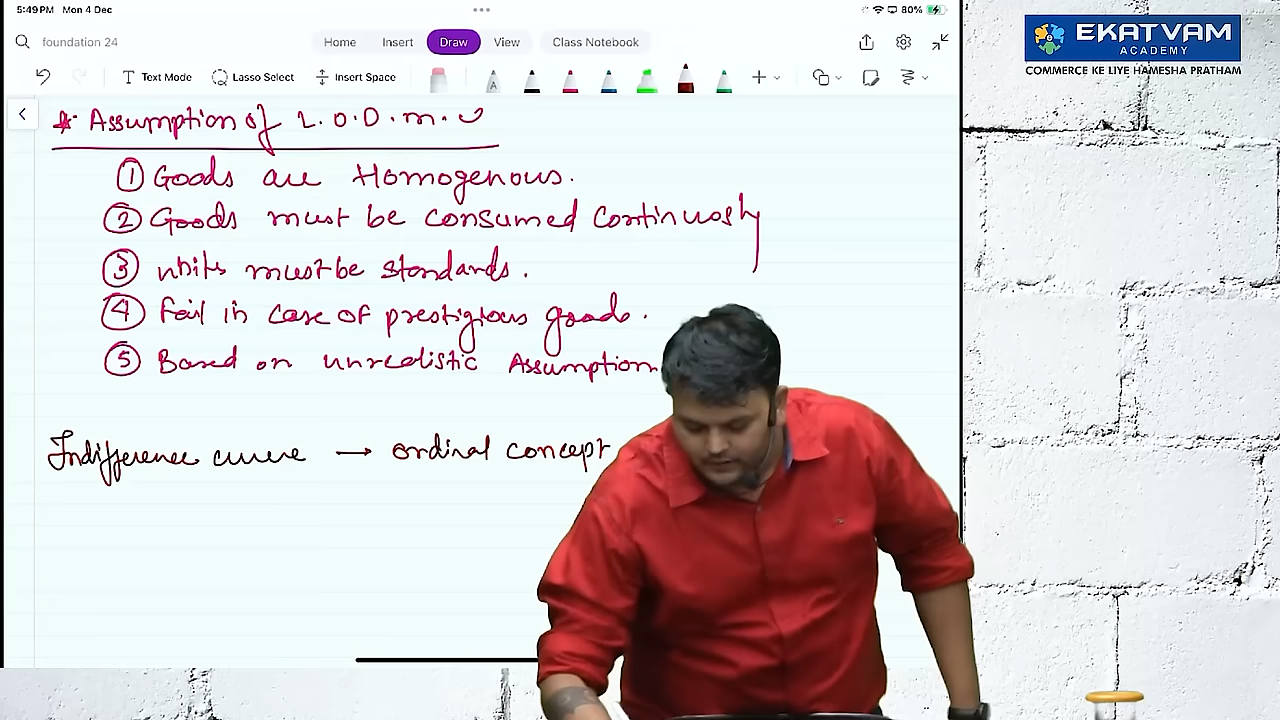 5:49 PM Mon 4 Dec
80%
foundation 24
Home Insert Draw View Class Notebook
Text Mode Lasso Select Insert Space
* Assumption of L.O.D.M.U
① Goods are Homogenous.
② Goods must be consumed continuosly
③ units must be standards.
④ Fail in case of prestigious goods.
⑤ Based on unrealistic Assumption
Indifference curve → ordinal concept
EKATVAM
ACADEMY
COMMERCE KE LIYE HAMESHA PRATHAM